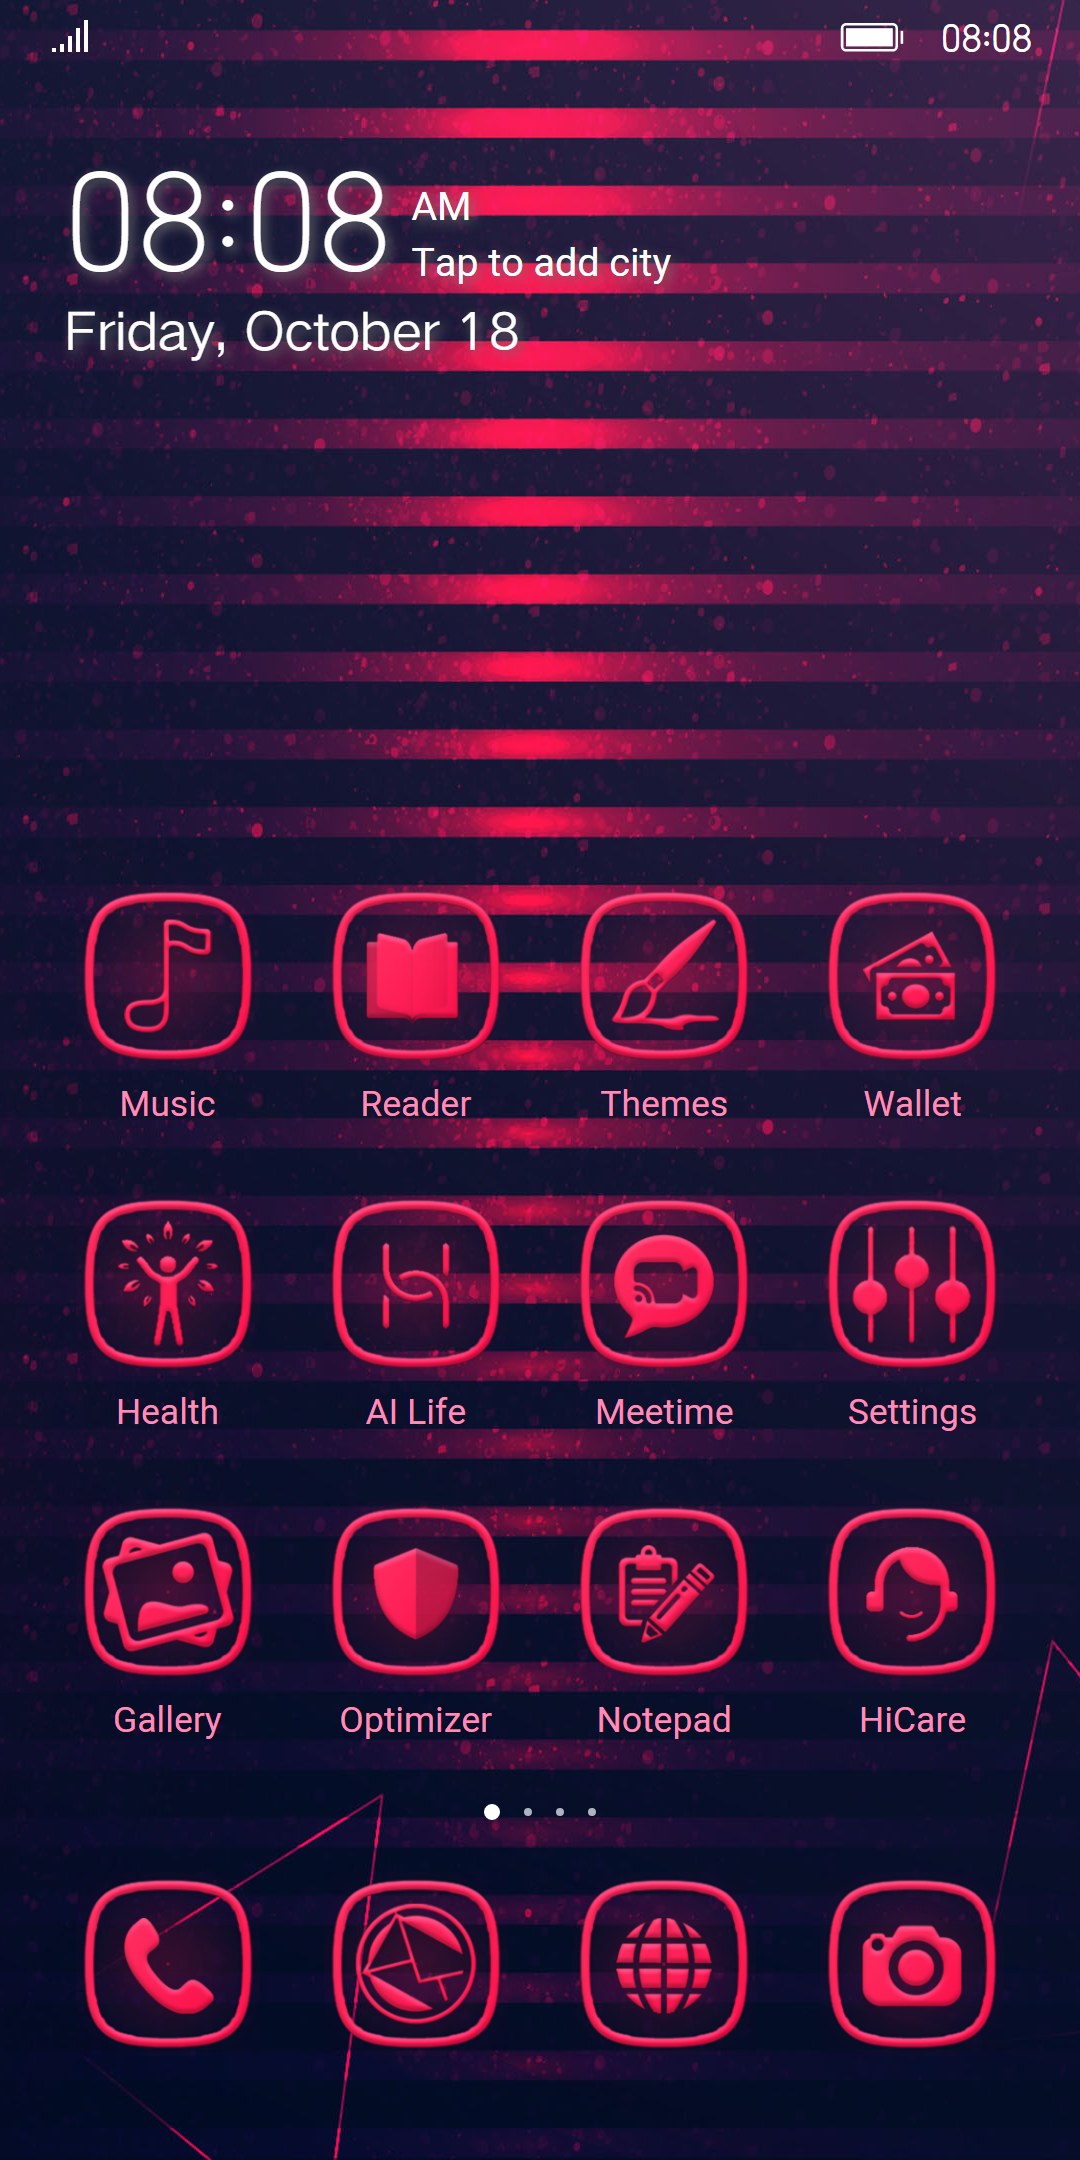 08:08
08:08 AM
Tap to add city
Friday, October 18
Music Reader Themes Wallet
Health AI Life Meetime Settings
Gallery Optimizer Notepad HiCare